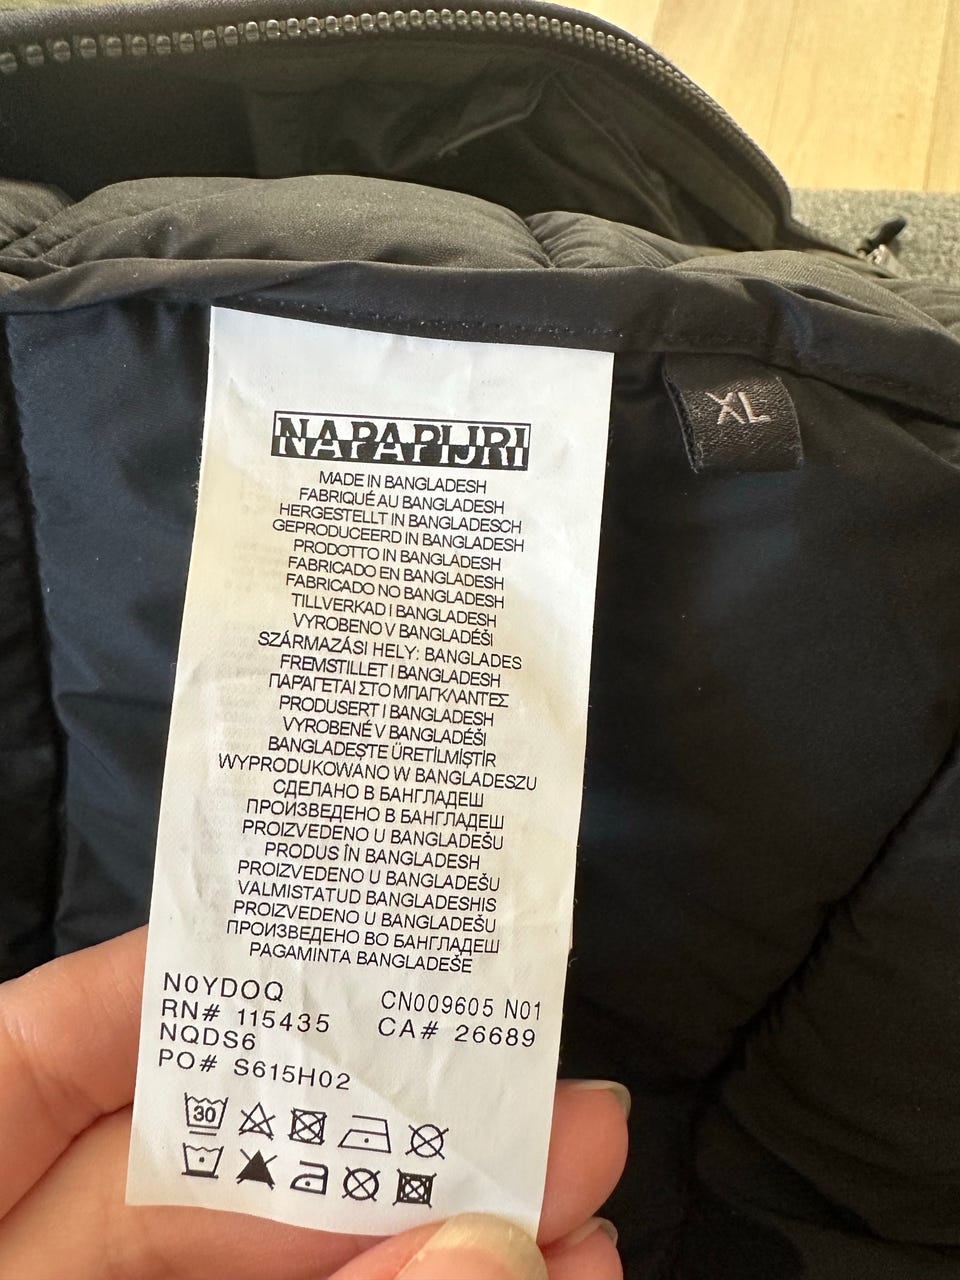 NAPAPIJRI
XL
MADE IN BANGLADESH
FABRIQUÉ AU BANGLADESH
HERGESTELLT IN BANGLADESCH
GEPRODUCEERD IN BANGLADESH
PRODOTTO IN BANGLADESH
FABRICADO EN BANGLADESH
FABRICADO NO BANGLADESH
TILLVERKAD I BANGLADESH
VYROBENO V BANGLADÉŠI
SZÁRMAZÁSI HELY: BANGLADES
FREMSTILLET I BANGLADESH
ΠΑΡΑΓΕΤΑΙ ΣΤΟ ΜΠΑΓΚΛΑΝΤΕΣ
PRODUSERT I BANGLADESH
VYROBENÉ V BANGLADÉŠI
BANGLADEŞTE ÜRETİLMİŞTİR
WYPRODUKOWANO W BANGLADESZU
СДЕЛАНО В БАНГЛАДЕШ
ПРОИЗВЕДЕНО В БАНГЛАДЕШ
PROIZVEDENO U BANGLADEŠU
PRODUS ÎN BANGLADESH
PROIZVEDENO U BANGLADEŠU
VALMISTATUD BANGLADESHIS
PROIZVEDENO U BANGLADEŠU
ПРОИЗВЕДЕНО ВО БАНГЛАДЕШ
PAGAMINTA BANGLADEŠE
N0YDOQ CN009605 N01
RN# 115435 CA# 26689
NQDS6
PO# S615H02
30